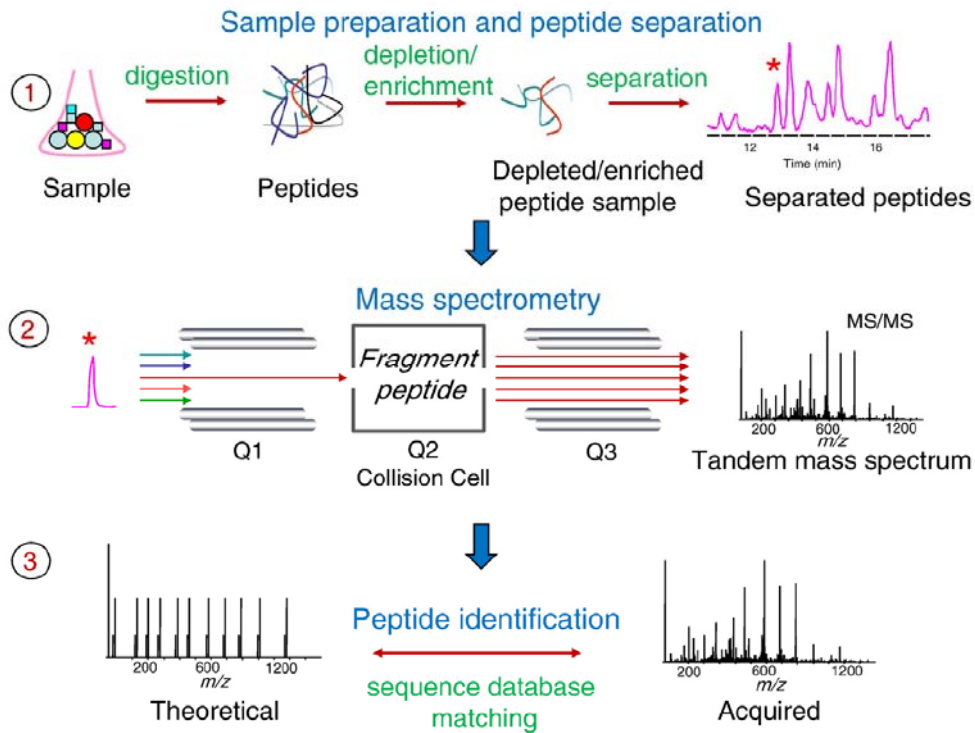 Sample preparation and peptide separation
1
digestion
depletion/
enrichment
separation
*
12 14 16
Time (min)
Sample
Peptides
Depleted/enriched
peptide sample
Separated peptides
Mass spectrometry
2
*
Fragment
peptide
MS/MS
Q1
Q2
Q3
Collision Cell
200 600 1200
m/z
Tandem mass spectrum
3
Peptide identification
sequence database
matching
200 600 1200
m/z
Theoretical
200 600 1200
m/z
Acquired